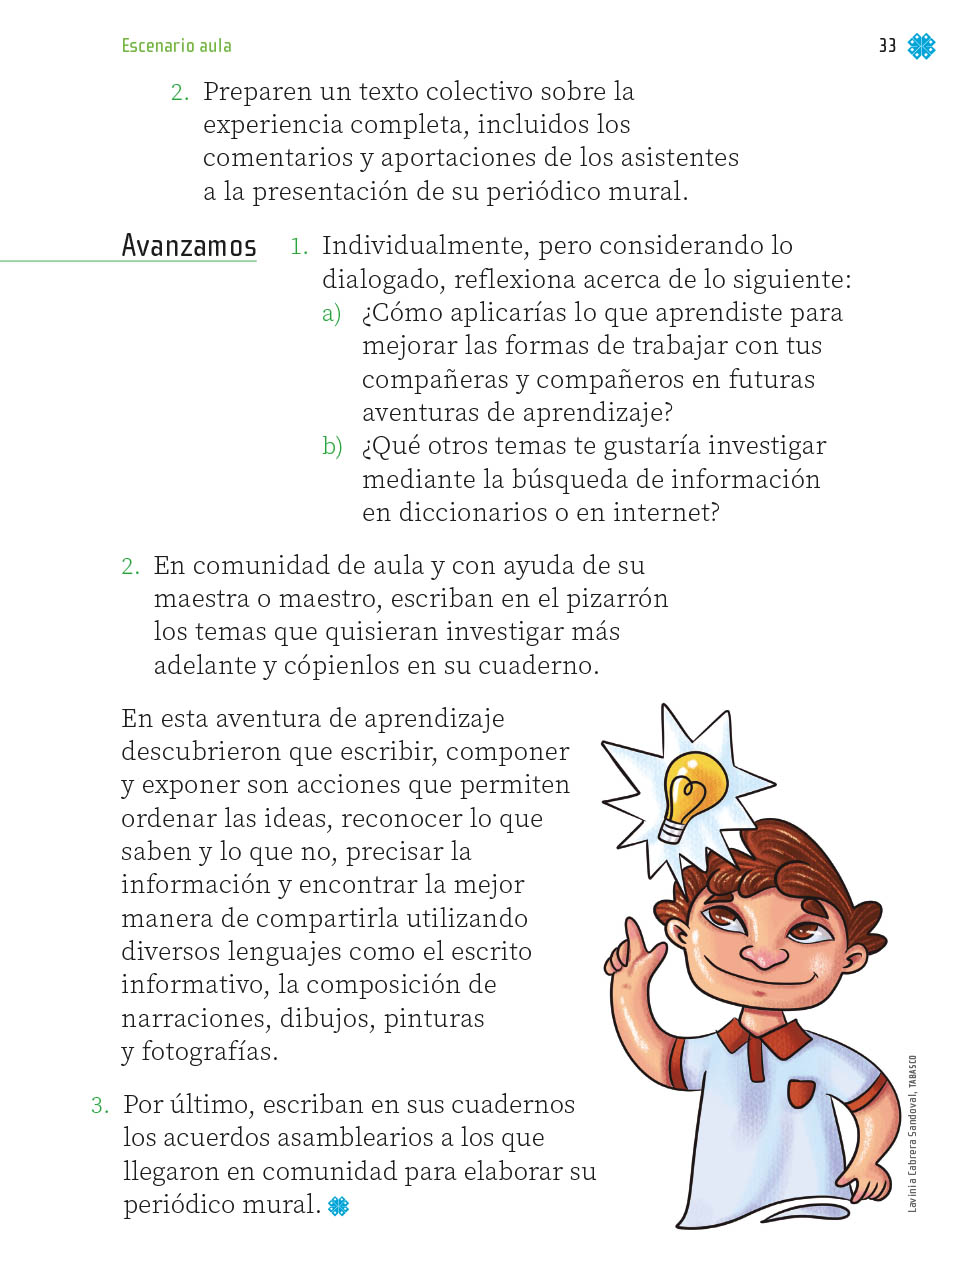 Escenario aula
33
2. Preparen un texto colectivo sobre la
experiencia completa, incluidos los
comentarios y aportaciones de los asistentes
a la presentación de su periódico mural.
Avanzamos
1. Individualmente, pero considerando lo
dialogado, reflexiona acerca de lo siguiente:
a) ¿Cómo aplicarías lo que aprendiste para
mejorar las formas de trabajar con tus
compañeras y compañeros en futuras
aventuras de aprendizaje?
b) ¿Qué otros temas te gustaría investigar
mediante la búsqueda de información
en diccionarios o en internet?
2. En comunidad de aula y con ayuda de su
maestra o maestro, escriban en el pizarrón
los temas que quisieran investigar más
adelante y cópienlos en su cuaderno.
En esta aventura de aprendizaje
descubrieron que escribir, componer
y exponer son acciones que permiten
ordenar las ideas, reconocer lo que
saben y lo que no, precisar la
información y encontrar la mejor
manera de compartirla utilizando
diversos lenguajes como el escrito
informativo, la composición de
narraciones, dibujos, pinturas
y fotografías.
3. Por último, escriban en sus cuadernos
los acuerdos asamblearios a los que
llegaron en comunidad para elaborar su
periódico mural.
Lavinia Cabrera Sandoval, TABASCO